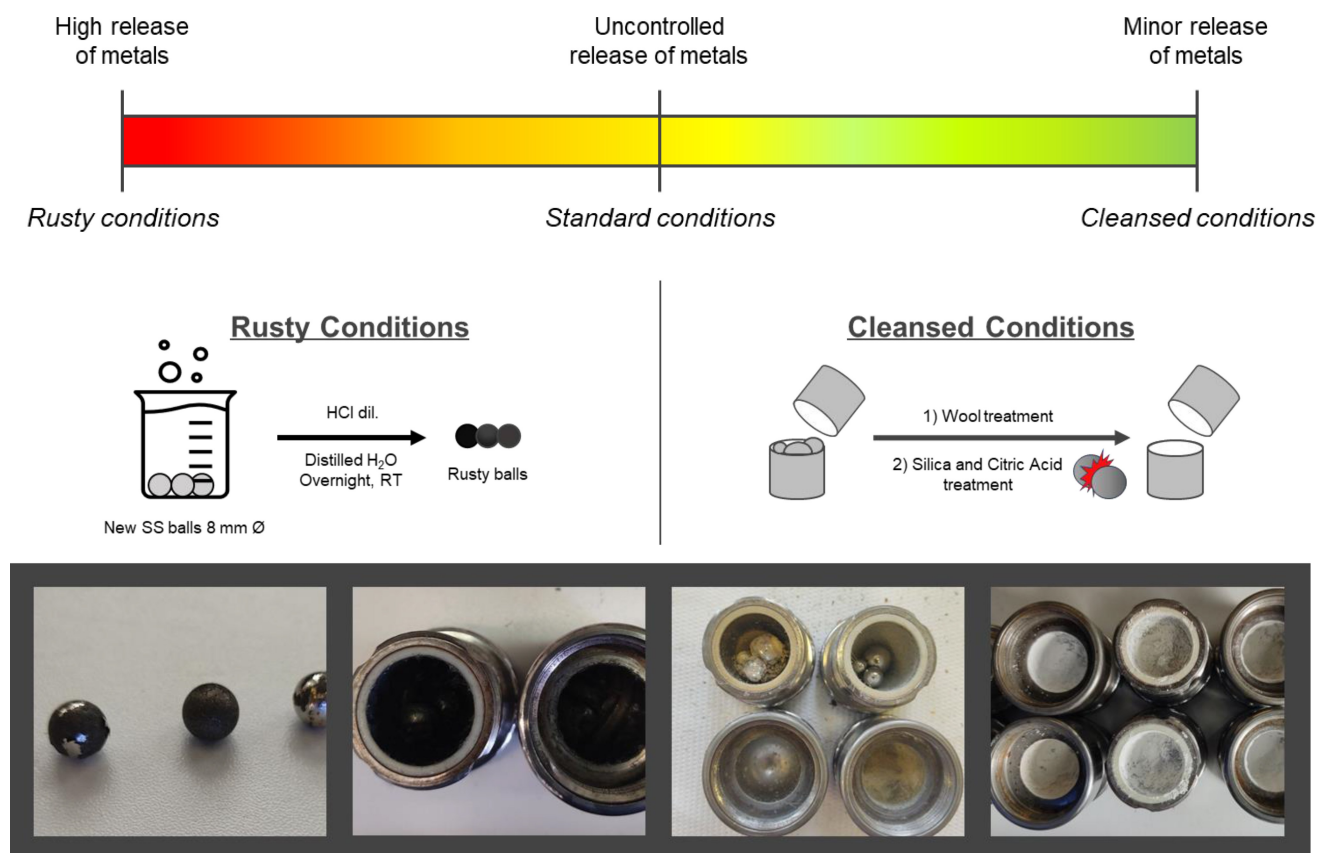 High release
of metals
Uncontrolled
release of metals
Minor release
of metals
Rusty conditions
Standard conditions
Cleansed conditions
Rusty Conditions
HCl dil.
Distilled H₂O
Overnight, RT
Rusty balls
New SS balls 8 mm Ø
Cleansed Conditions
1) Wool treatment
2) Silica and Citric Acid
treatment